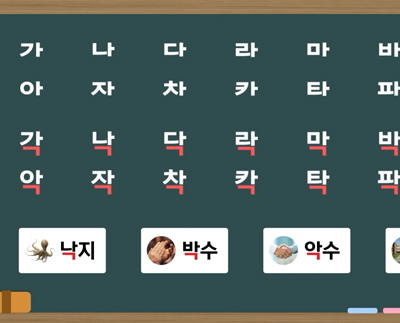 가 나 다 라 마 바
아 자 차 카 타 파
각 낙 닥 락 막 박
악 작 착 칵 탁 팍
낙지 박수 악수